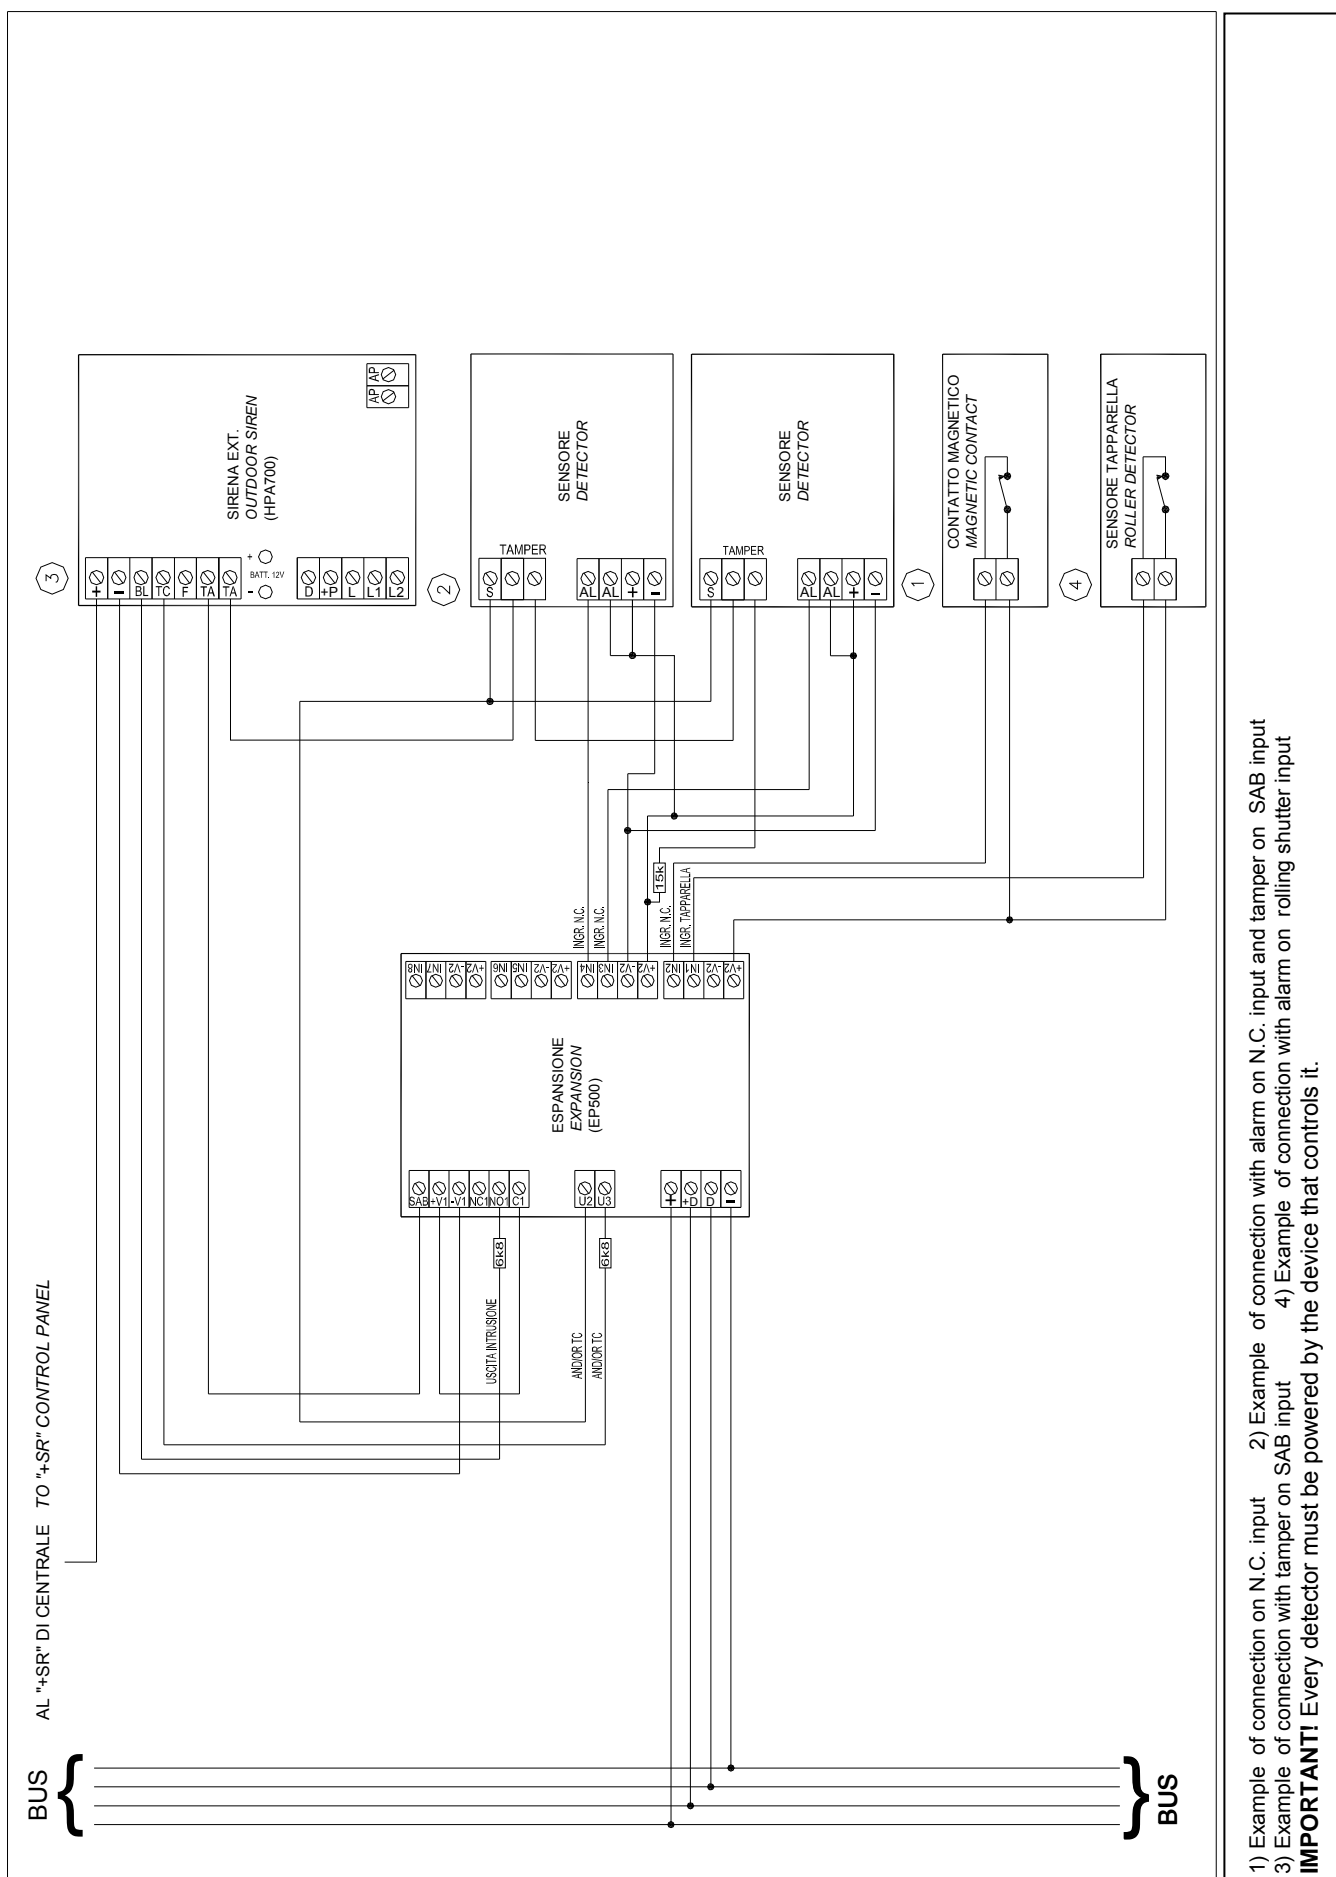 AL "+SR" DI CENTRALE TO "+SR" CONTROL PANEL
BUS
BUS
3
SIRENA EXT.
OUTDOOR SIREN
(HPA700)
AP AP
+ - BL TC F TA TA
+ BATT. 12V -
D +P L L1 L2
2
SENSORE
DETECTOR
TAMPER
S
AL AL + -
SENSORE
DETECTOR
TAMPER
S
AL AL + -
1
CONTATTO MAGNETICO
MAGNETIC CONTACT
4
SENSORE TAPPARELLA
ROLLER DETECTOR
INGR. N.C.
INGR. N.C.
15k
INGR. N.C.
INGR. TAPPARELLA
IN8 IN7 -V2 +V2
IN6 IN5 -V2 +V2
IN4 IN3 -V2 +V2
IN2 IN1 -V2 +V2
ESPANSIONE
EXPANSION
(EP500)
SAB +V1 -V1 NC1 NO1 C1
U2 U3
+ +D D -
6k8
6k8
USCITA INTRUSIONE
AND/OR TC
AND/OR TC
1) Example of connection on N.C. input 2) Example of connection with alarm on N.C. input and tamper on SAB input
3) Example of connection with tamper on SAB input 4) Example of connection with alarm on rolling shutter input
IMPORTANT! Every detector must be powered by the device that controls it.